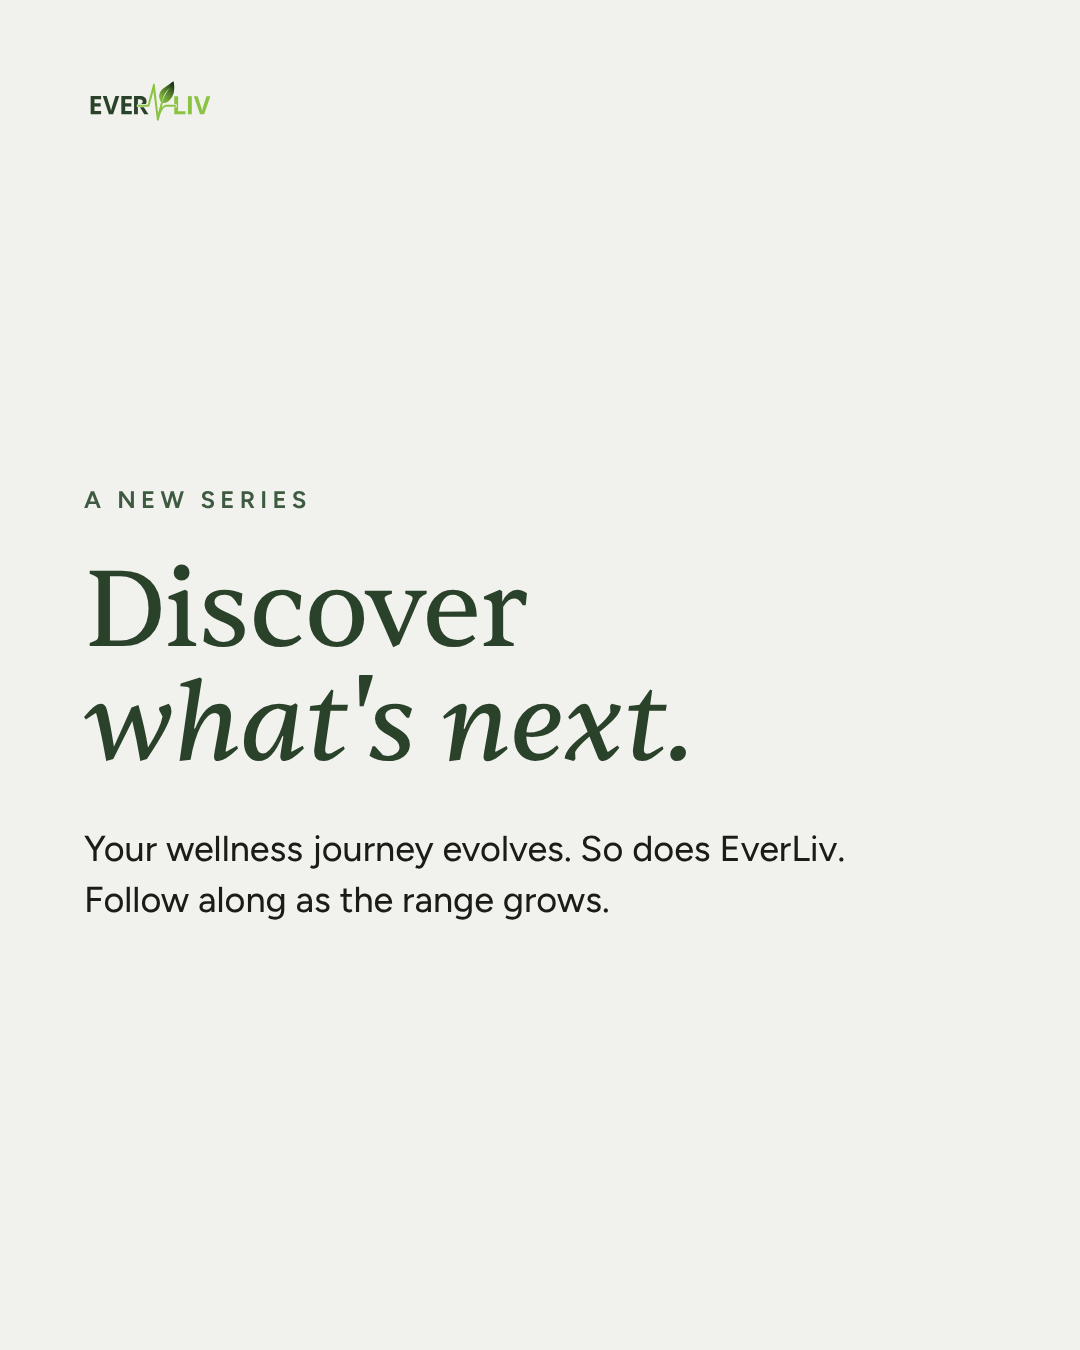 EVERLIV
A NEW SERIES
Discover
what's next.
Your wellness journey evolves. So does EverLiv.
Follow along as the range grows.